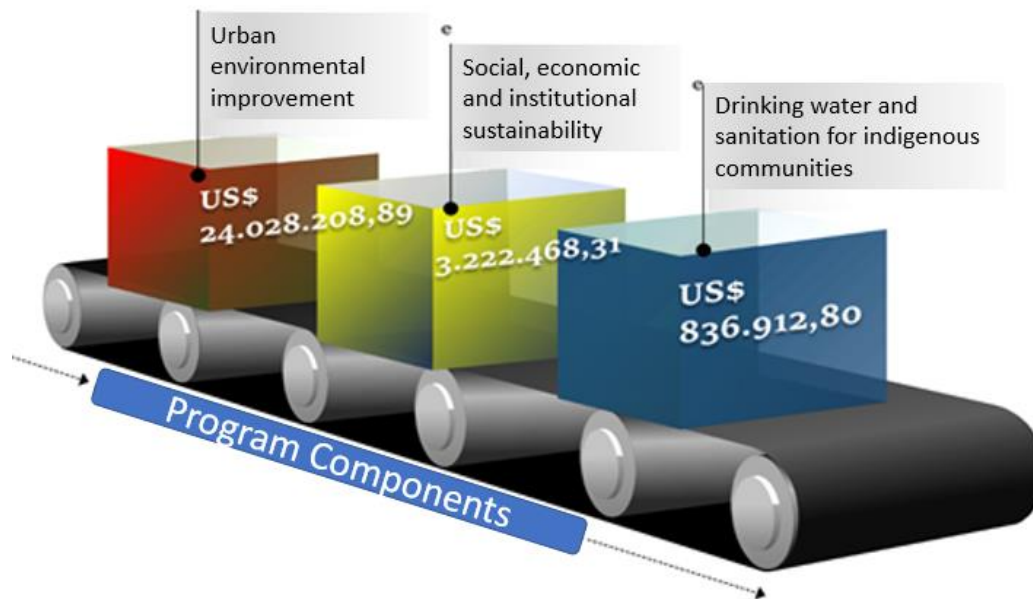 Urban
environmental
improvement
US$
24.028.208,89
Social, economic
and institutional
sustainability
US$
3.222.468,31
Drinking water and
sanitation for indigenous
communities
US$
836.912,80
Program Components